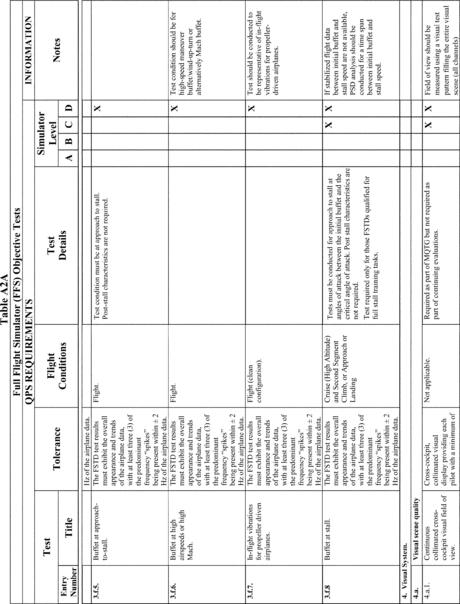 Table A2A
Full Flight Simulator (FFS) Objective Tests
QPS REQUIREMENTS
INFORMATION
Test
Tolerance
Flight
Conditions
Test
Details
Simulator
Level
Notes
Entry
Number
Title
A B C D
Hz of the airplane data.
3.f.5.
Buffet at approach-
to-stall.
The FSTD test results
must exhibit the overall
appearance and trends
of the airplane data,
with at least three (3) of
the predominant
frequency “spikes”
being present within ± 2
Hz of the airplane data.
Flight.
Test condition must be at approach to stall.
Post-stall characteristics are not required.
X
3.f.6.
Buffet at high
airspeeds or high
Mach.
The FSTD test results
must exhibit the overall
appearance and trends
of the airplane data,
with at least three (3) of
the predominant
frequency “spikes”
being present within ± 2
Hz of the airplane data.
Flight.
X
Test condition should be for
high-speed maneuver
buffet/wind-up-turn or
alternatively Mach buffet.
3.f.7.
In-flight vibrations
for propeller driven
airplanes.
The FSTD test results
must exhibit the overall
appearance and trends
of the airplane data,
with at least three (3) of
the predominant
frequency “spikes”
being present within ± 2
Hz of the airplane data.
Flight (clean
configuration).
X
Test should be conducted to
be representative of in-flight
vibrations for propeller-
driven airplanes.
3.f.8
Buffet at stall.
The FSTD test results
must exhibit the overall
appearance and trends
of the airplane data,
with at least three (3) of
the predominant
frequency “spikes”
being present within ± 2
Hz of the airplane data.
Cruise (High Altitude)
and Second Segment
Climb, or Approach or
Landing
Tests must be conducted for approach to stall at
angles of attack between the initial buffet and the
critical angle of attack. Post stall characteristics are
not required.
Test required only for those FSTDs qualified for
full stall training tasks.
X X
If stabilized flight data
between initial buffet and
stall speed are not available,
PSD analysis should be
conducted for a time span
between initial buffet and
stall speed.
4. Visual System.
4.a. Visual scene quality
4.a.1.
Continuous
collimated cross-
cockpit visual field of
view.
Cross-cockpit,
collimated visual
display providing each
pilot with a minimum of
Not applicable.
Required as part of MQTG but not required as
part of continuing evaluations.
X X
Field of view should be
measured using a visual test
pattern filling the entire visual
scene (all channels)